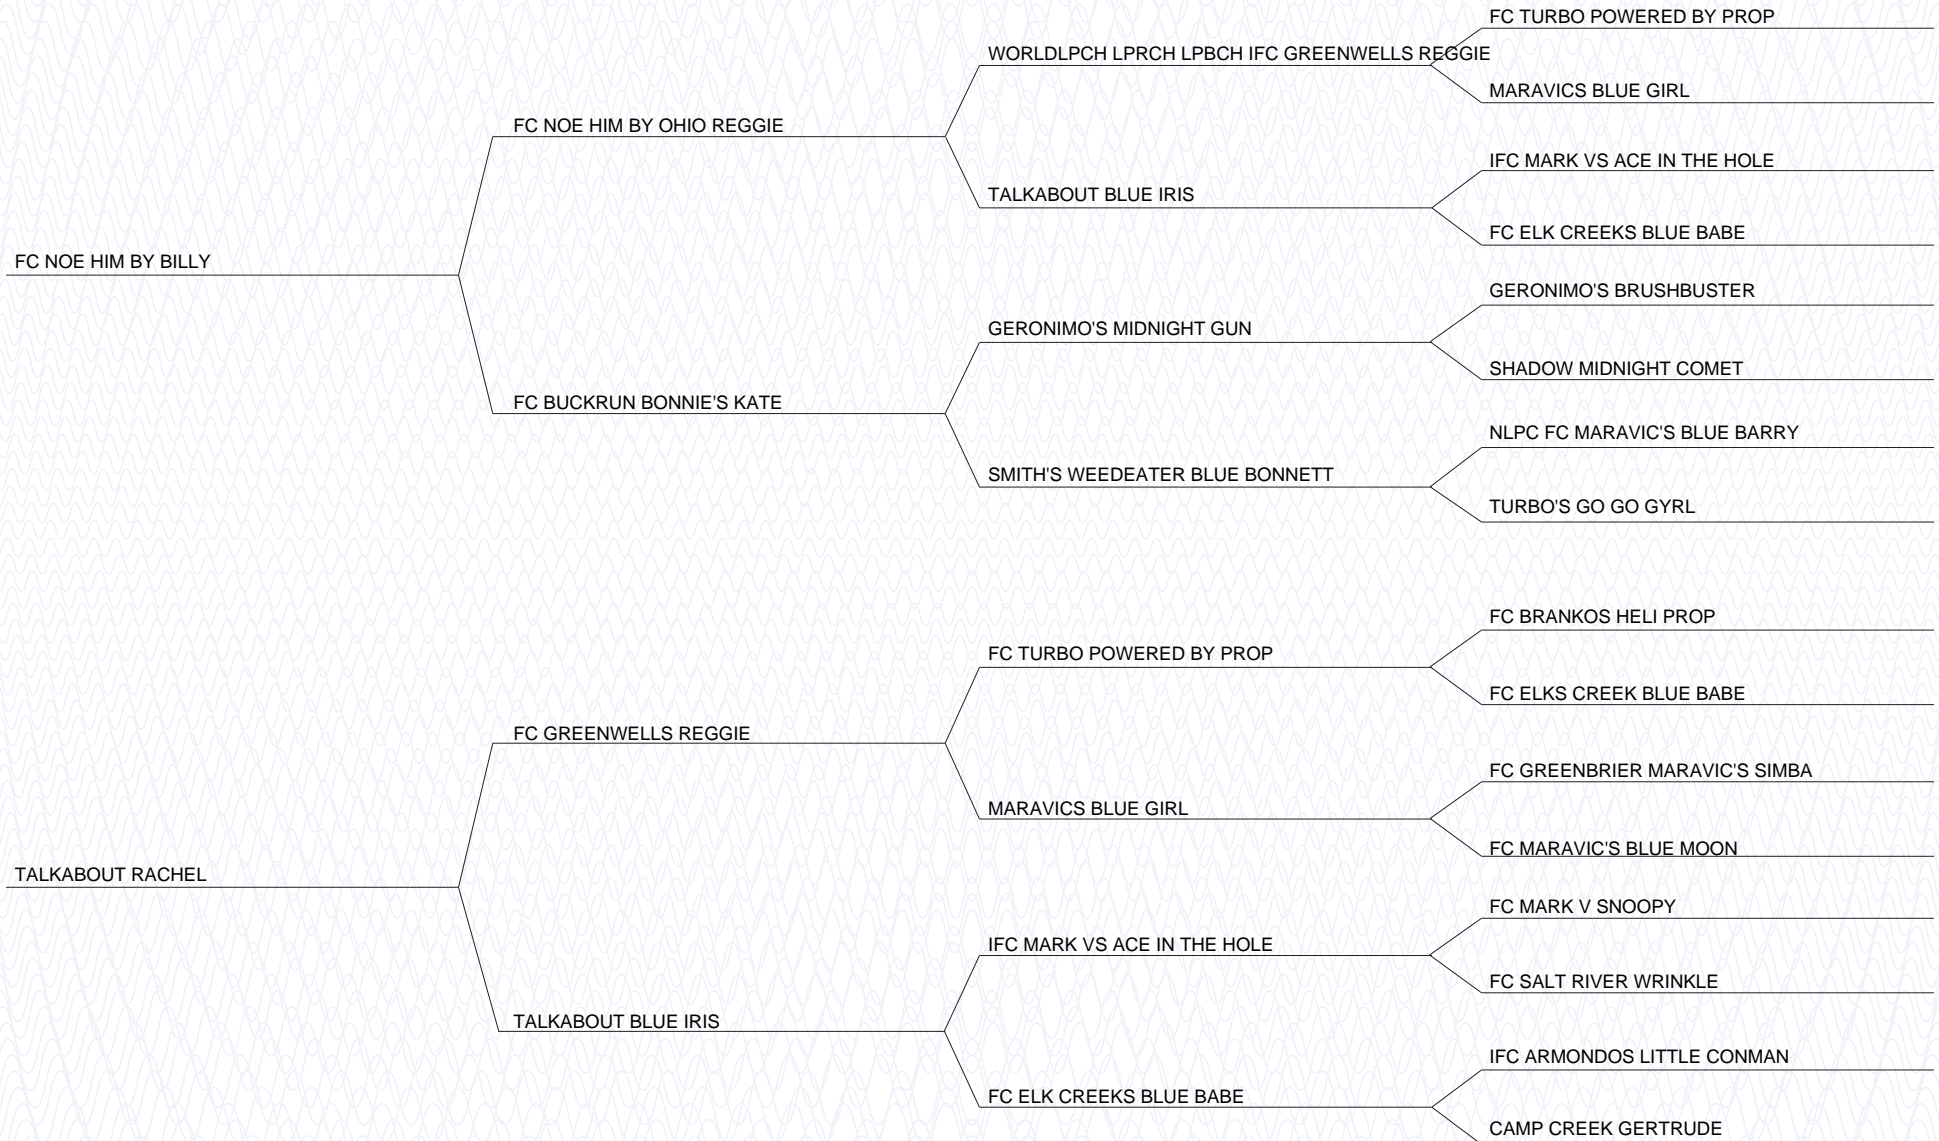 FC TURBO POWERED BY PROP
WORLDLPCH LPRCH LPBCH IFC GREENWELLS REGGIE
MARAVICS BLUE GIRL
FC NOE HIM BY OHIO REGGIE
IFC MARK VS ACE IN THE HOLE
TALKABOUT BLUE IRIS
FC ELK CREEKS BLUE BABE
FC NOE HIM BY BILLY
GERONIMO'S BRUSHBUSTER
GERONIMO'S MIDNIGHT GUN
SHADOW MIDNIGHT COMET
FC BUCKRUN BONNIE'S KATE
NLPC FC MARAVIC'S BLUE BARRY
SMITH'S WEEDEATER BLUE BONNETT
TURBO'S GO GO GYRL
FC BRANKOS HELI PROP
FC TURBO POWERED BY PROP
FC ELKS CREEK BLUE BABE
FC GREENWELLS REGGIE
FC GREENBRIER MARAVIC'S SIMBA
MARAVICS BLUE GIRL
FC MARAVIC'S BLUE MOON
TALKABOUT RACHEL
FC MARK V SNOOPY
IFC MARK VS ACE IN THE HOLE
FC SALT RIVER WRINKLE
TALKABOUT BLUE IRIS
IFC ARMONDOS LITTLE CONMAN
FC ELK CREEKS BLUE BABE
CAMP CREEK GERTRUDE